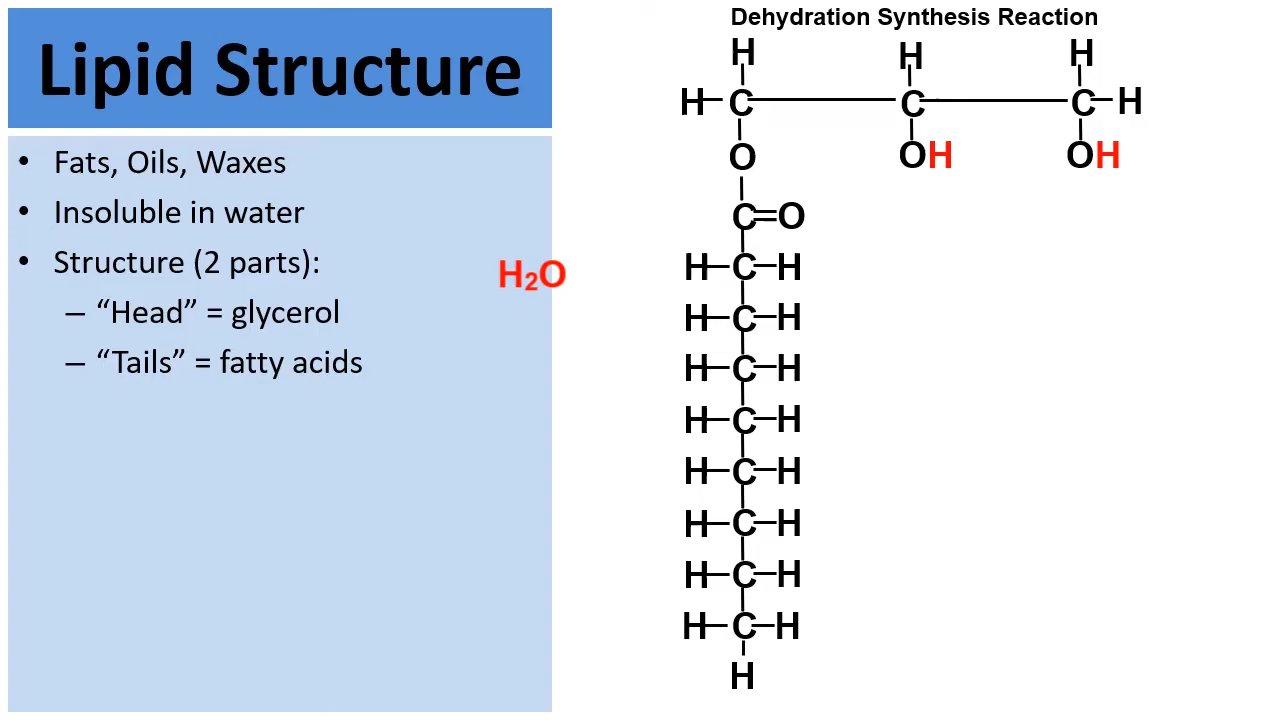 Lipid Structure
• Fats, Oils, Waxes
• Insoluble in water
• Structure (2 parts):
– “Head” = glycerol
– “Tails” = fatty acids
H₂O
Dehydration Synthesis Reaction
H H H
H C C C H
O OH OH
C=O
H C H
H C H
H C H
H C H
H C H
H C H
H C H
H C H
H